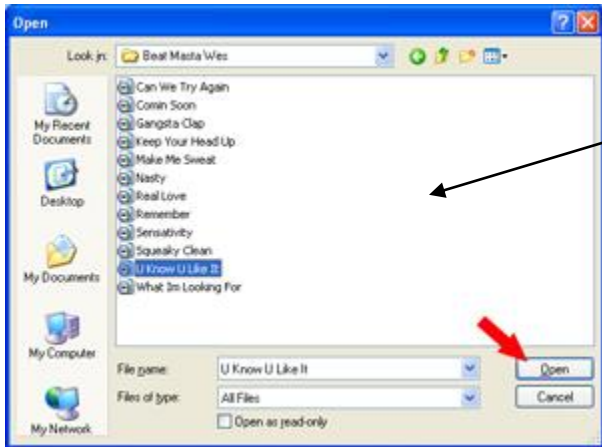 Open
Look in:
Beat Masta Wes
My Recent
Documents
Desktop
My Documents
My Computer
My Network
Can We Try Again
Comin Soon
Gangsta Clap
Keep Your Head Up
Make Me Sweat
Nasty
Real Love
Remember
Sensativity
Squeaky Clean
U Know U Like It
What Im Looking For
File name:
U Know U Like It
Open
Files of type:
All Files
Cancel
Open as read-only